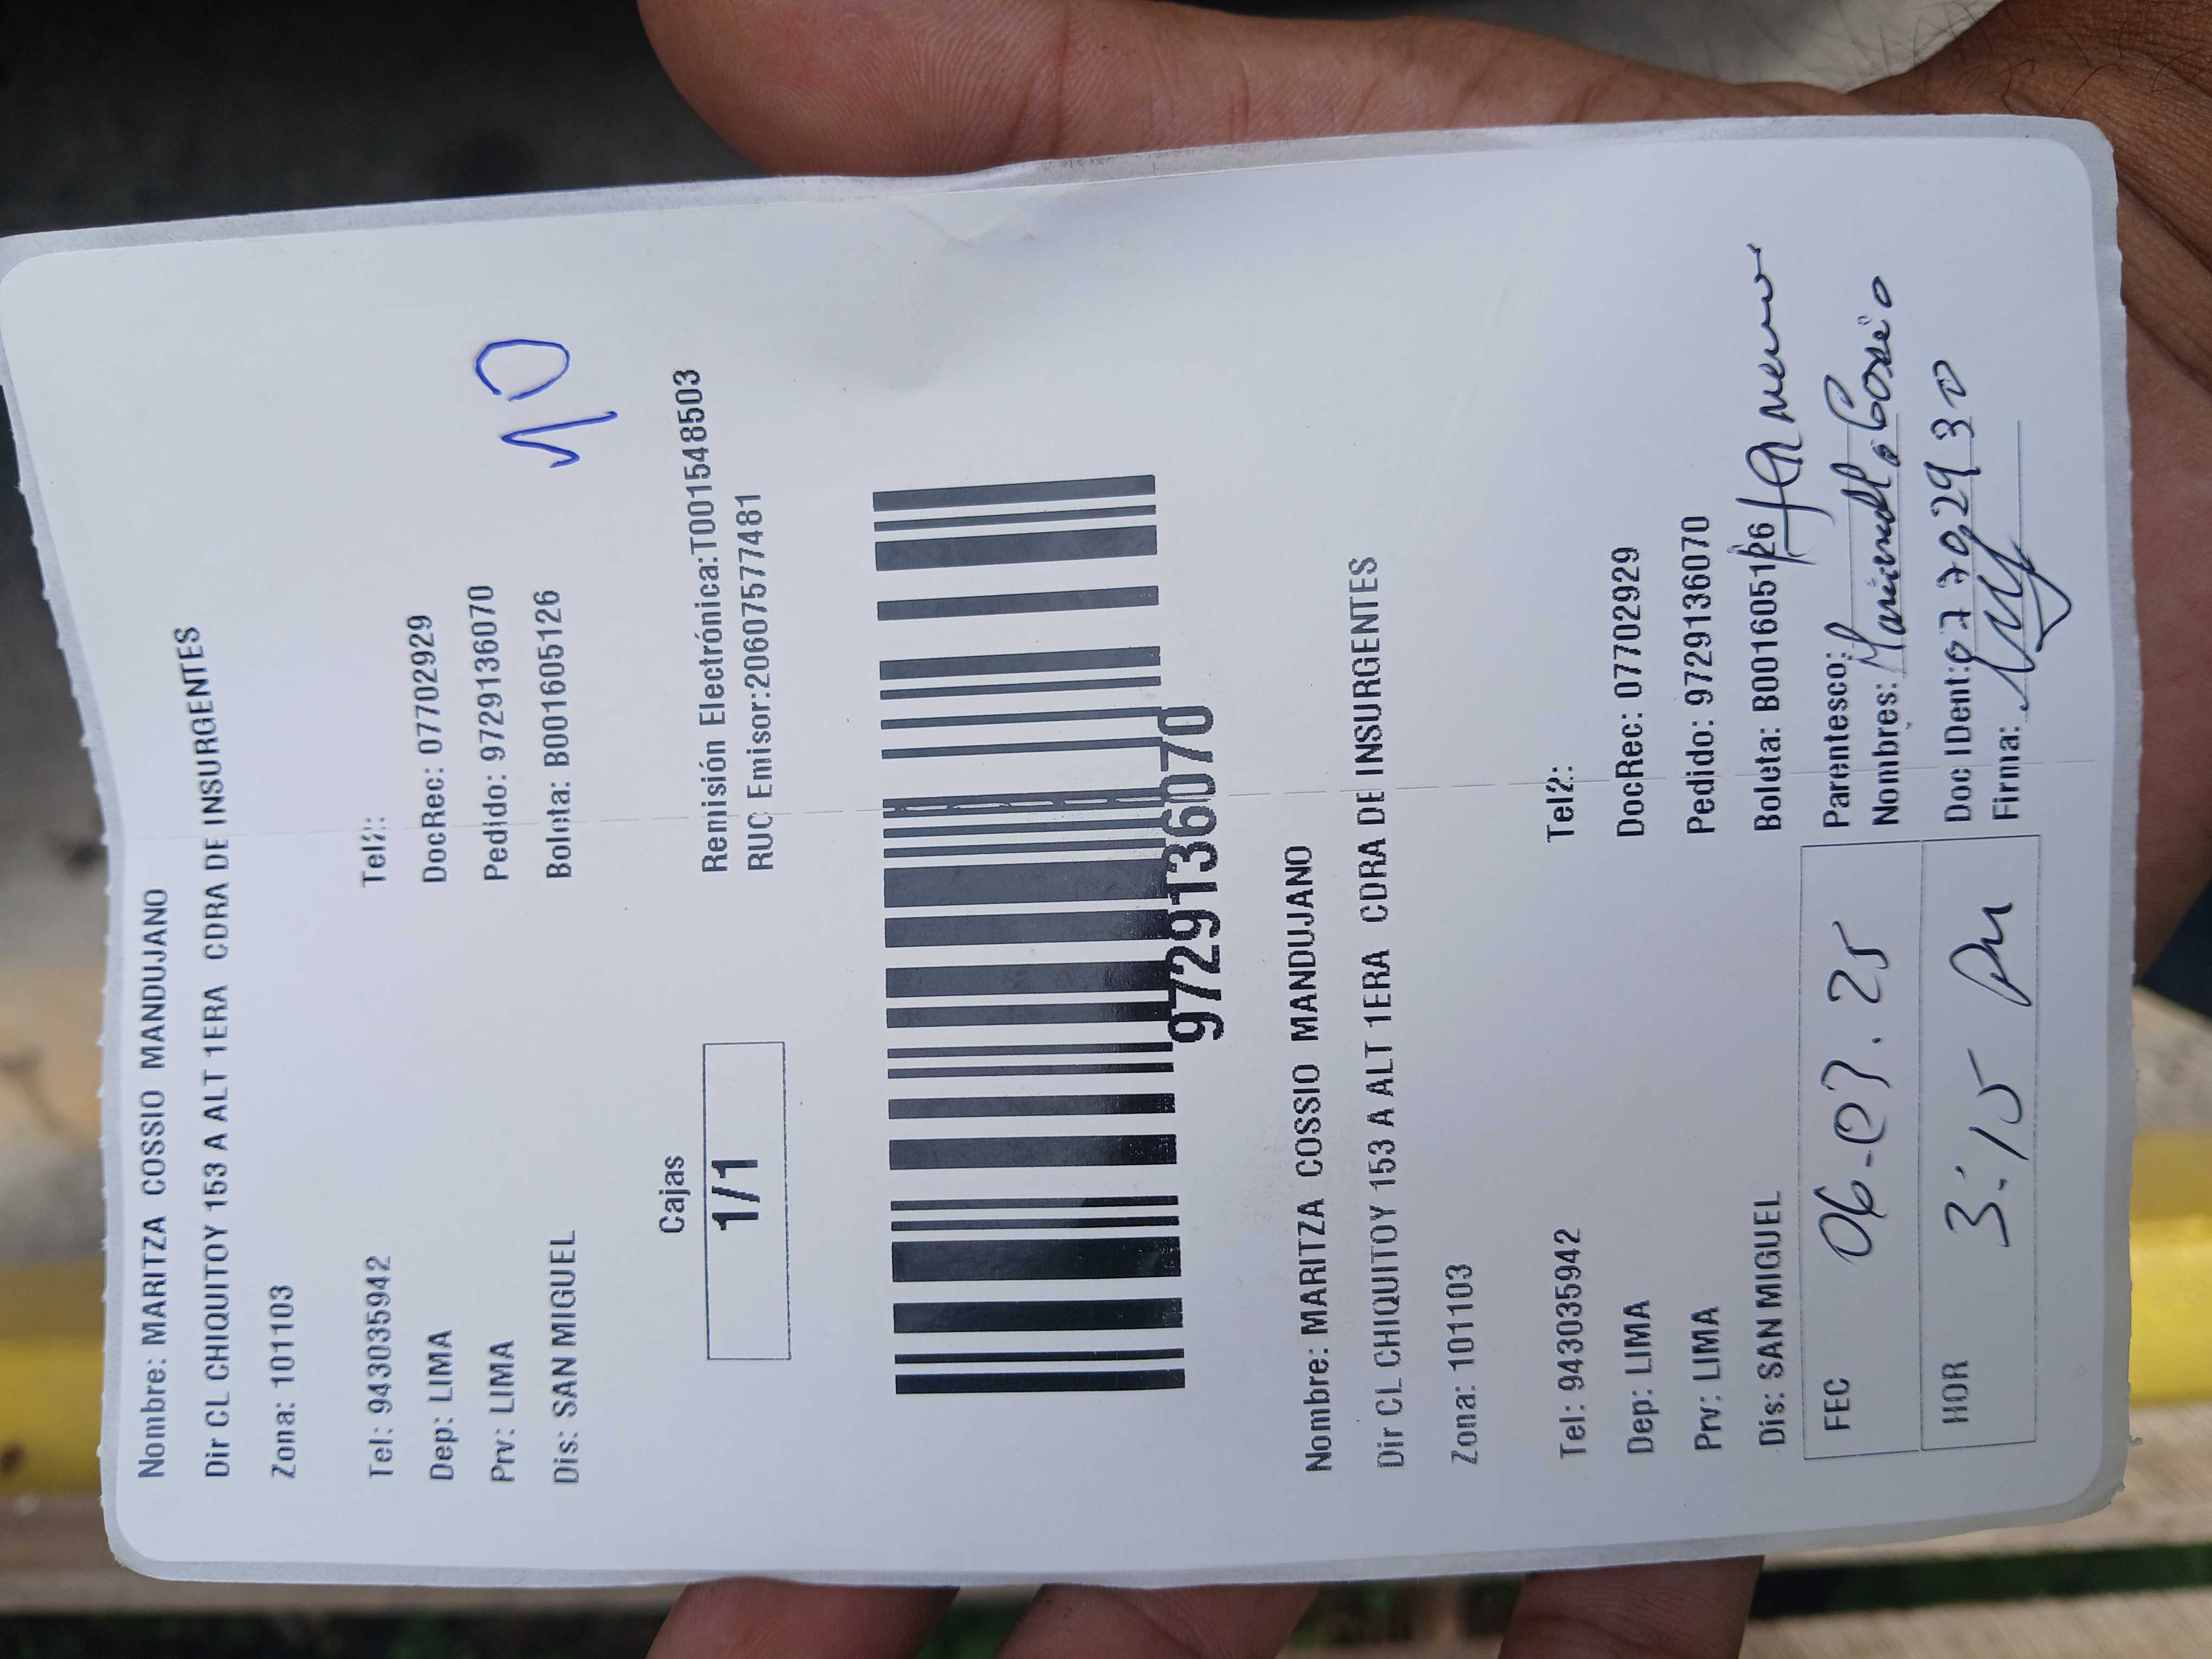 Nombre: MARITZA COSSIO MANDUJANO
Dir CL CHIQUITOY 153 A ALT 1ERA CDRA DE INSURGENTES
Zona: 101103
Tel: 943035942 Tel2:
Dep: LIMA DocRec: 07702929
Prv: LIMA Pedido: 9729136070
Dis: SAN MIGUEL Boleta: B001605126
10
Cajas
1/1
Remisión Electrónica:T001548503
RUC Emisor:20607577481
9729136070
Nombre: MARITZA COSSIO MANDUJANO
Dir CL CHIQUITOY 153 A ALT 1ERA CDRA DE INSURGENTES
Zona: 101103
Tel: 943035942 Tel2:
Dep: LIMA DocRec: 07702929
Prv: LIMA Pedido: 9729136070
Dis: SAN MIGUEL Boleta: B001605126
FEC 06-07.25
HOR 3:15 PM
Parentesco:
Nombres: Cossio
Doc IDent:
Firma: